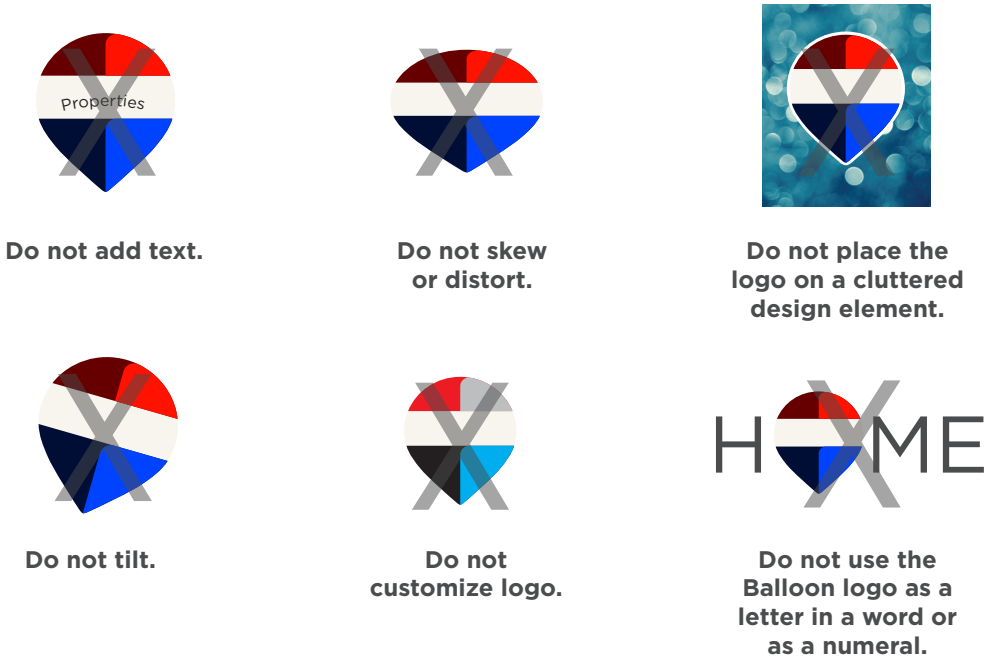 Properties
Do not add text.
Do not skew
or distort.
Do not place the
logo on a cluttered
design element.
H ME
Do not tilt.
Do not
customize logo.
Do not use the
Balloon logo as a
letter in a word or
as a numeral.